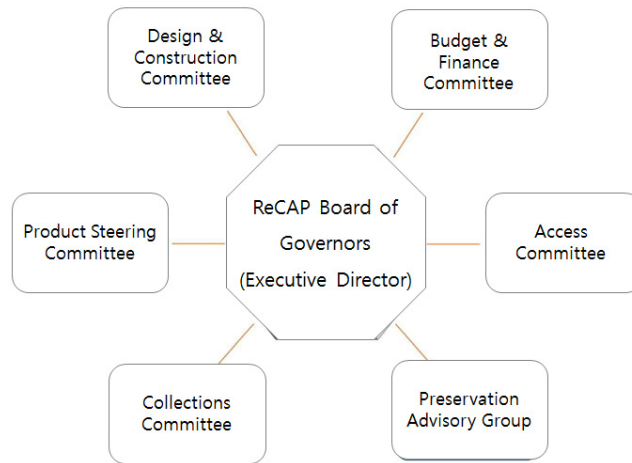 Design &
Construction
Committee
Budget &
Finance
Committee
ReCAP Board of
Governors
(Executive Director)
Product Steering
Committee
Access
Committee
Collections
Committee
Preservation
Advisory Group